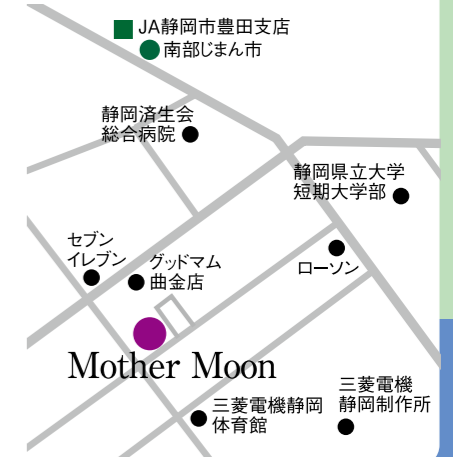 JA静岡市豊田支店
南部じまん市
静岡済生会
総合病院
静岡県立大学
短期大学部
セブン
イレブン
グッドマム
曲金店
ローソン
Mother Moon
三菱電機静岡
体育館
三菱電機
静岡制作所